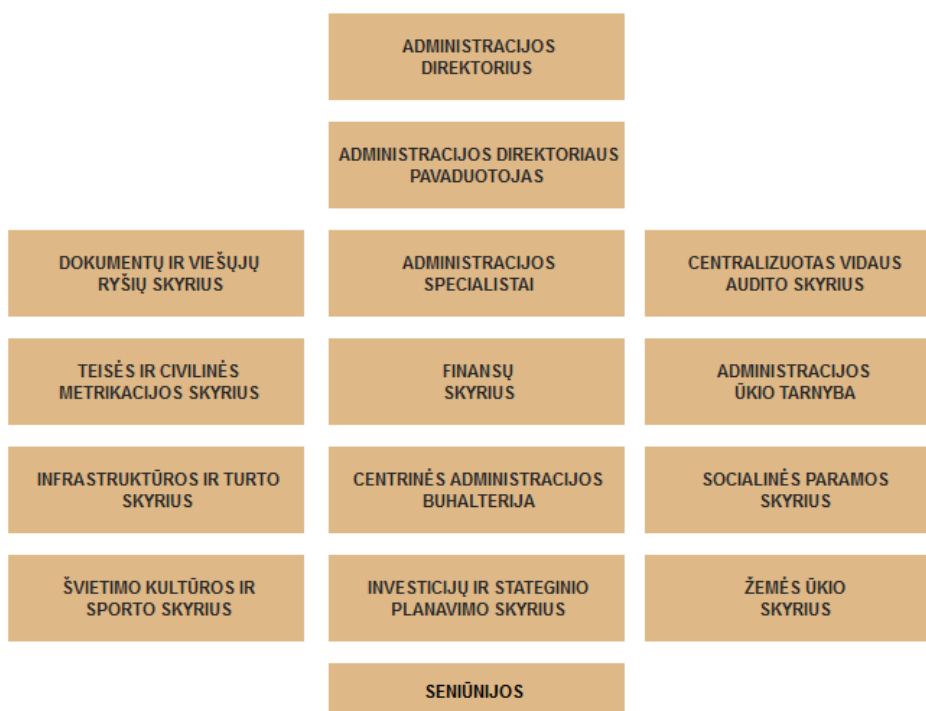 ADMINISTRACIJOS
DIREKTORIUS
ADMINISTRACIJOS DIREKTORIAUS
PAVADUOTOJAS
DOKUMENTŲ IR VIEŠŲJŲ
RYŠIŲ SKYRIUS
ADMINISTRACIJOS
SPECIALISTAI
CENTRALIZUOTAS VIDAUS
AUDITO SKYRIUS
TEISĖS IR CIVILINĖS
METRIKACIJOS SKYRIUS
FINANSŲ
SKYRIUS
ADMINISTRACIJOS
ŪKIO TARNYBA
INFRASTRUKTŪROS IR TURTO
SKYRIUS
CENTRINĖS ADMINISTRACIJOS
BUHALTERIJA
SOCIALINĖS PARAMOS
SKYRIUS
ŠVIETIMO KULTŪROS IR
SPORTO SKYRIUS
INVESTICIJŲ IR STATEGINIO
PLANAVIMO SKYRIUS
ŽEMĖS ŪKIO
SKYRIUS
SENIŪNIJOS